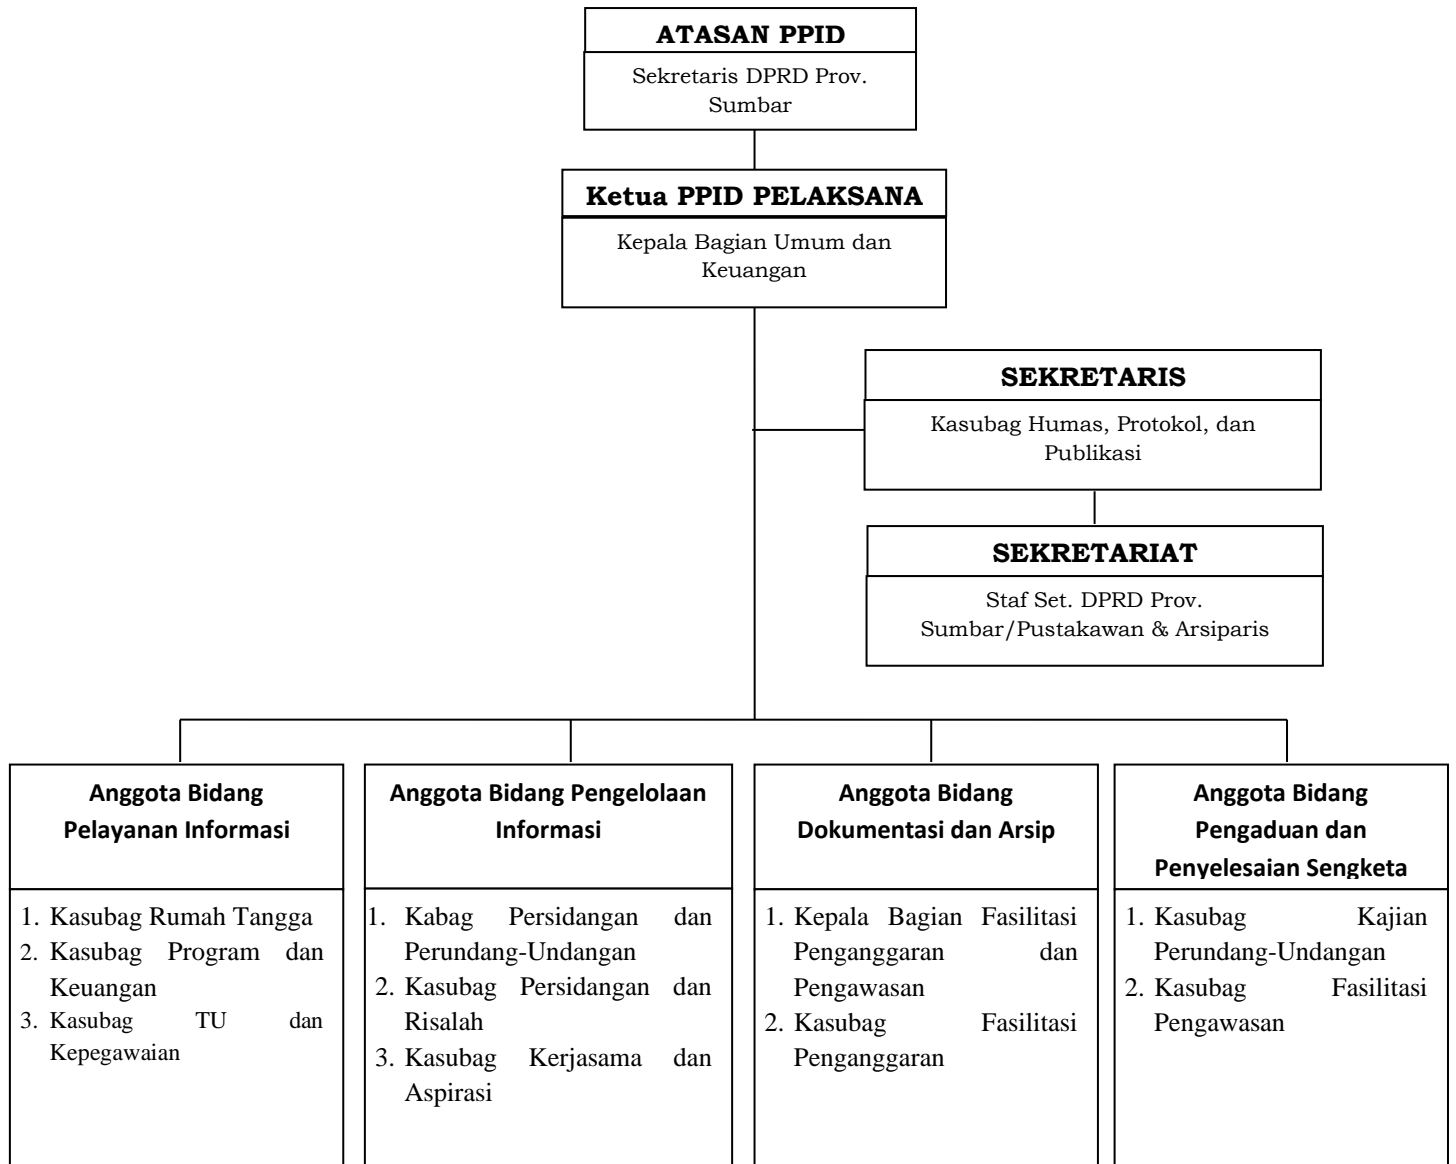 ATASAN PPID
Sekretaris DPRD Prov.
Sumbar
Ketua PPID PELAKSANA
Kepala Bagian Umum dan
Keuangan
SEKRETARIS
Kasubag Humas, Protokol, dan
Publikasi
SEKRETARIAT
Staf Set. DPRD Prov.
Sumbar/Pustakawan & Arsiparis
Anggota Bidang
Pelayanan Informasi
1. Kasubag Rumah Tangga
2. Kasubag Program dan
Keuangan
3. Kasubag TU dan
Kepegawaian
Anggota Bidang Pengelolaan
Informasi
1. Kabag Persidangan dan
Perundang-Undangan
2. Kasubag Persidangan dan
Risalah
3. Kasubag Kerjasama dan
Aspirasi
Anggota Bidang
Dokumentasi dan Arsip
1. Kepala Bagian Fasilitasi
Penganggaran dan
Pengawasan
2. Kasubag Fasilitasi
Penganggaran
Anggota Bidang
Pengaduan dan
Penyelesaian Sengketa
1. Kasubag Kajian
Perundang-Undangan
2. Kasubag Fasilitasi
Pengawasan